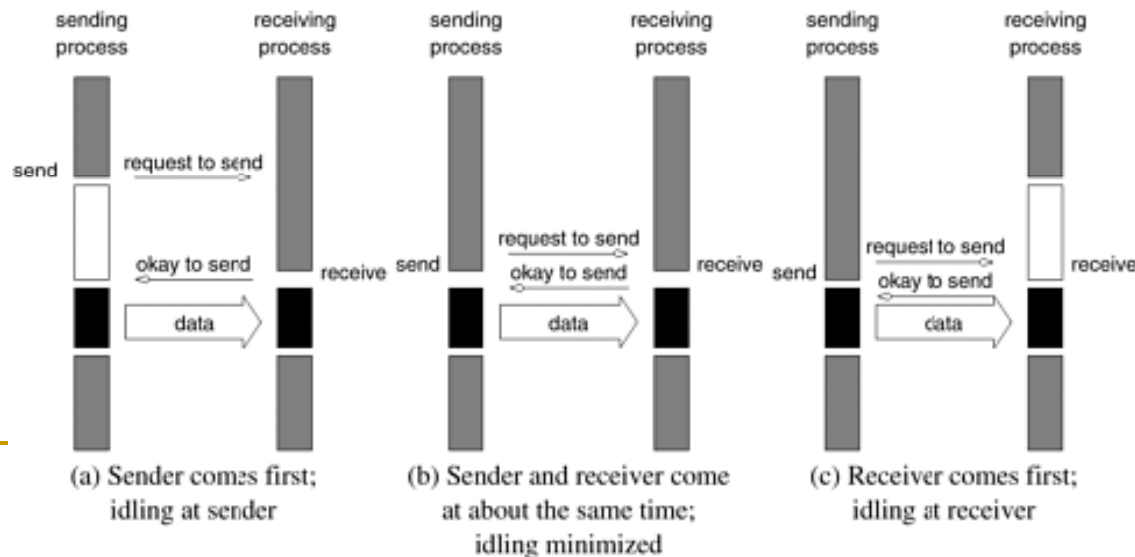 sending
process
receiving
process
send
request to send
okay to send
receive
data
(a) Sender comes first;
idling at sender
sending
process
receiving
process
send
request to send
okay to send
receive
data
(b) Sender and receiver come
at about the same time;
idling minimized
sending
process
receiving
process
send
request to send
okay to send
receive
data
(c) Receiver comes first;
idling at receiver